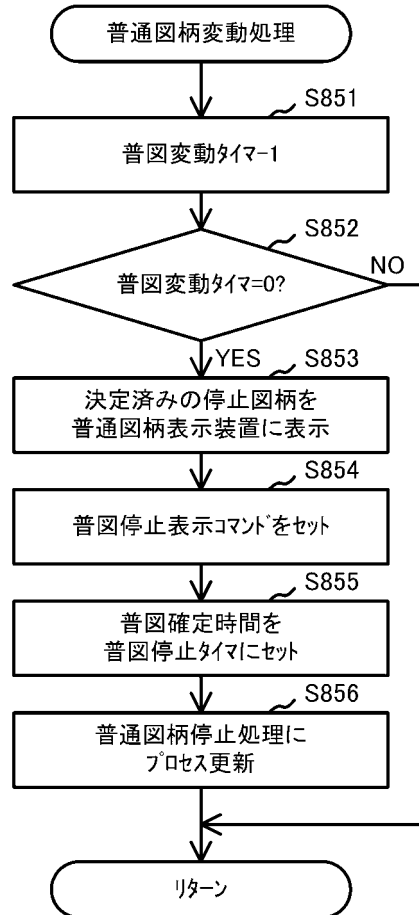 普通図柄変動処理
S851
普図変動タイマ-1
S852
普図変動タイマ=0?
NO
YES
S853
決定済みの停止図柄を
普通図柄表示装置に表示
S854
普図停止表示コマンドをセット
S855
普図確定時間を
普図停止タイマにセット
S856
普通図柄停止処理に
プロセス更新
リターン